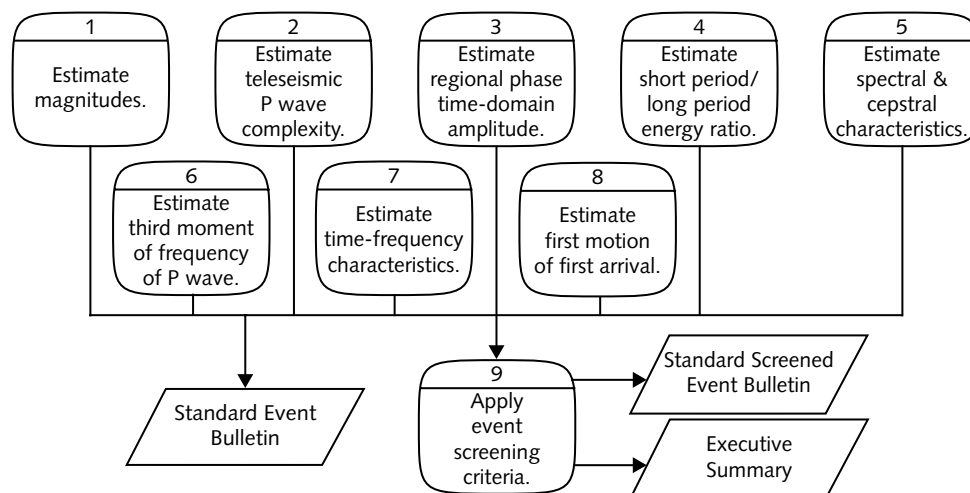 1
Estimate
magnitudes.
2
Estimate
teleseismic
P wave
complexity.
3
Estimate
regional phase
time-domain
amplitude.
4
Estimate
short period/
long period
energy ratio.
5
Estimate
spectral &
cepstral
characteristics.
6
Estimate
third moment
of frequency
of P wave.
7
Estimate
time-frequency
characteristics.
8
Estimate
first motion
of first arrival.
Standard Event
Bulletin
9
Apply
event
screening
criteria.
Standard Screened
Event Bulletin
Executive
Summary